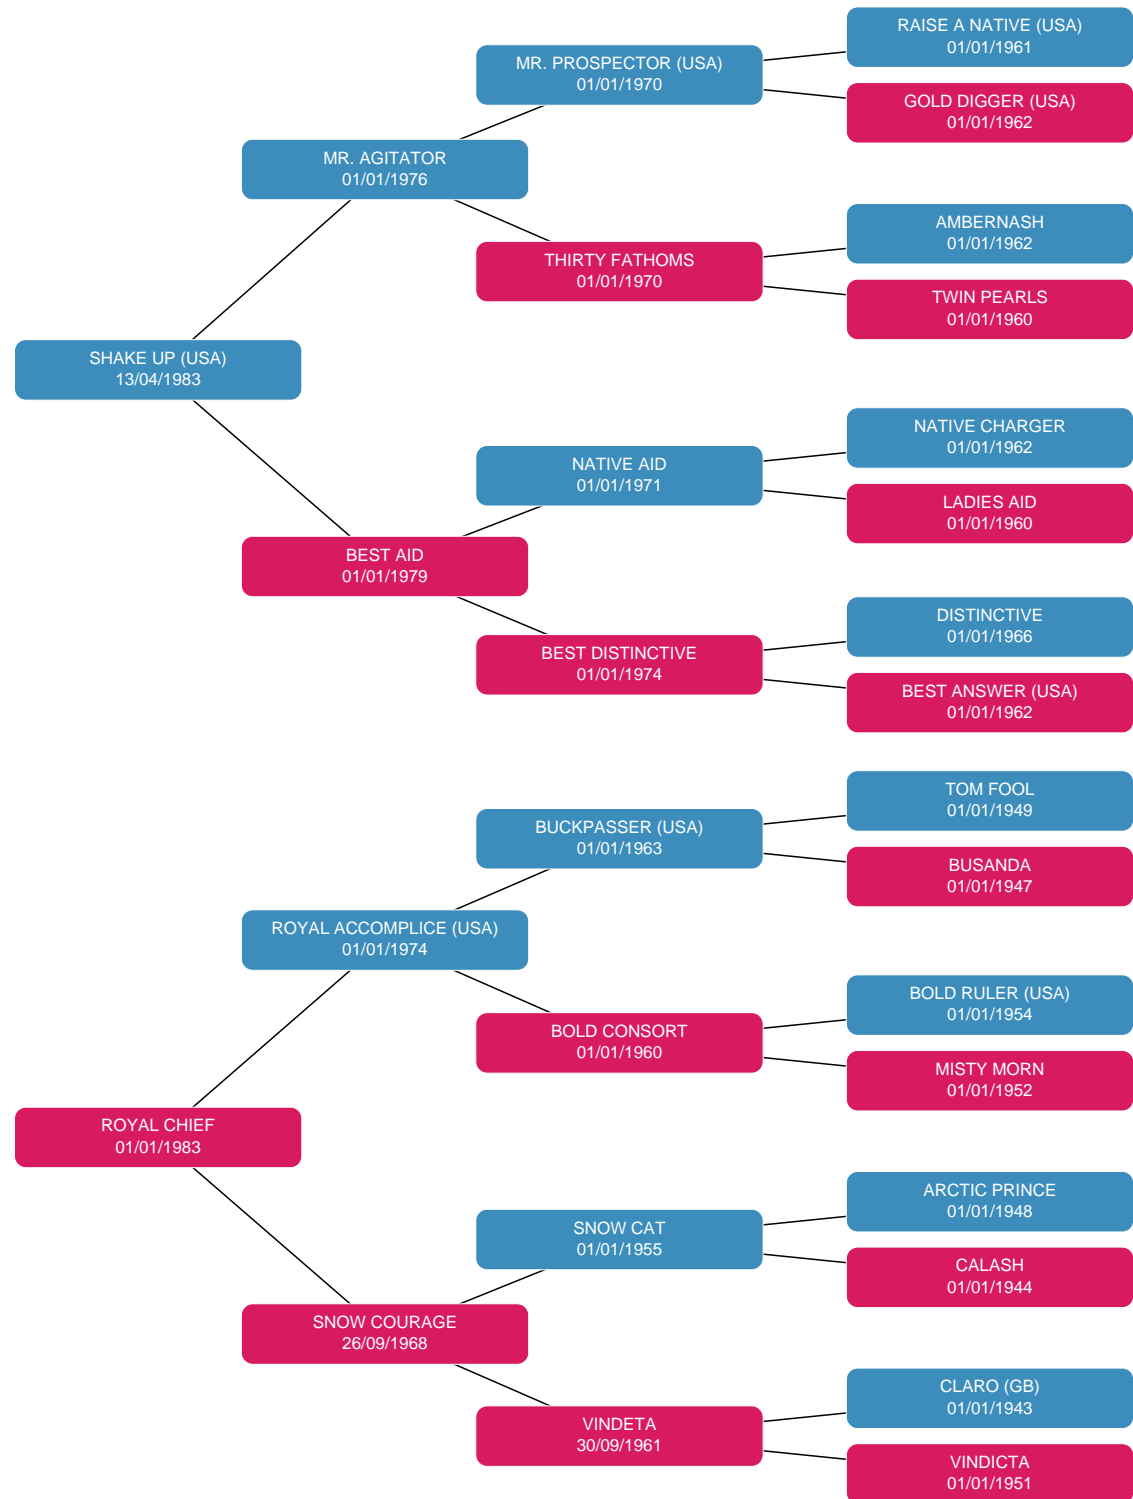 RAISE A NATIVE (USA)
01/01/1961
MR. PROSPECTOR (USA)
01/01/1970
GOLD DIGGER (USA)
01/01/1962
MR. AGITATOR
01/01/1976
AMBERNASH
01/01/1962
THIRTY FATHOMS
01/01/1970
TWIN PEARLS
01/01/1960
SHAKE UP (USA)
13/04/1983
NATIVE CHARGER
01/01/1962
NATIVE AID
01/01/1971
LADIES AID
01/01/1960
BEST AID
01/01/1979
DISTINCTIVE
01/01/1966
BEST DISTINCTIVE
01/01/1974
BEST ANSWER (USA)
01/01/1962
TOM FOOL
01/01/1949
BUCKPASSER (USA)
01/01/1963
BUSANDA
01/01/1947
ROYAL ACCOMPLICE (USA)
01/01/1974
BOLD RULER (USA)
01/01/1954
BOLD CONSORT
01/01/1960
MISTY MORN
01/01/1952
ROYAL CHIEF
01/01/1983
ARCTIC PRINCE
01/01/1948
SNOW CAT
01/01/1955
CALASH
01/01/1944
SNOW COURAGE
26/09/1968
CLARO (GB)
01/01/1943
VINDETA
30/09/1961
VINDICTA
01/01/1951